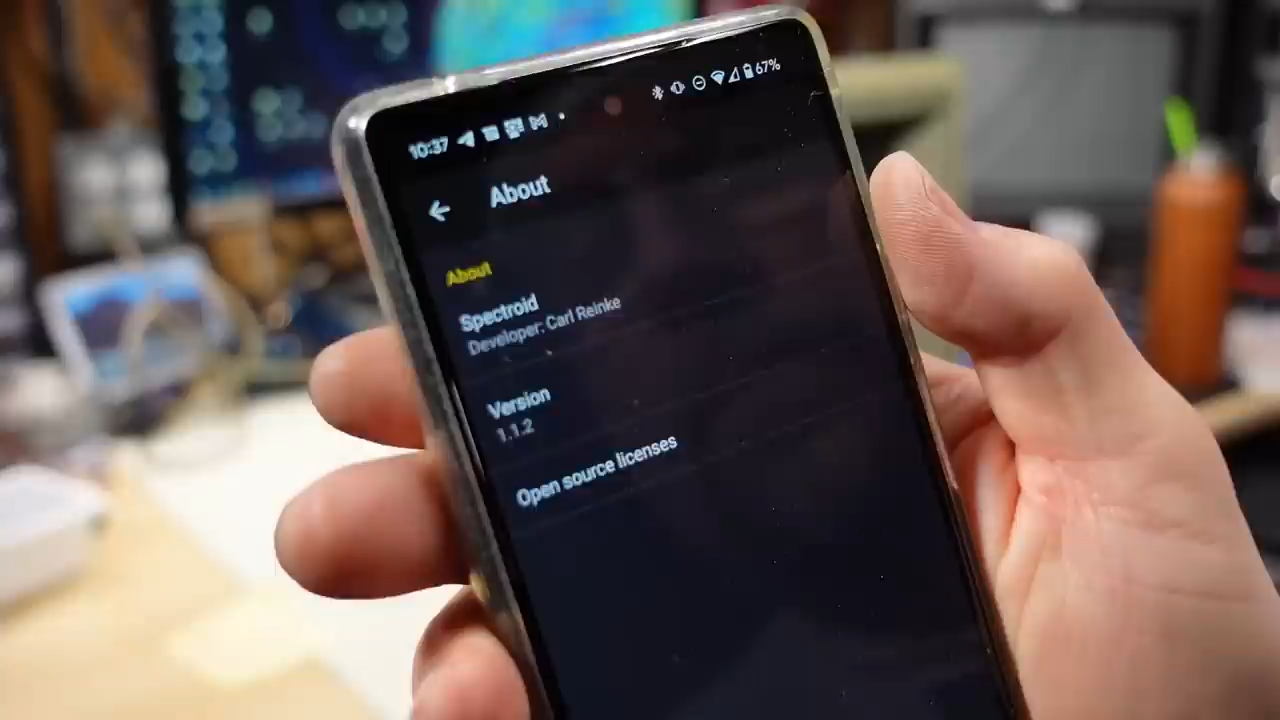 10:37 67%
About
About
Spectroid
Developer: Carl Reinke
Version
1.1.2
Open source licenses